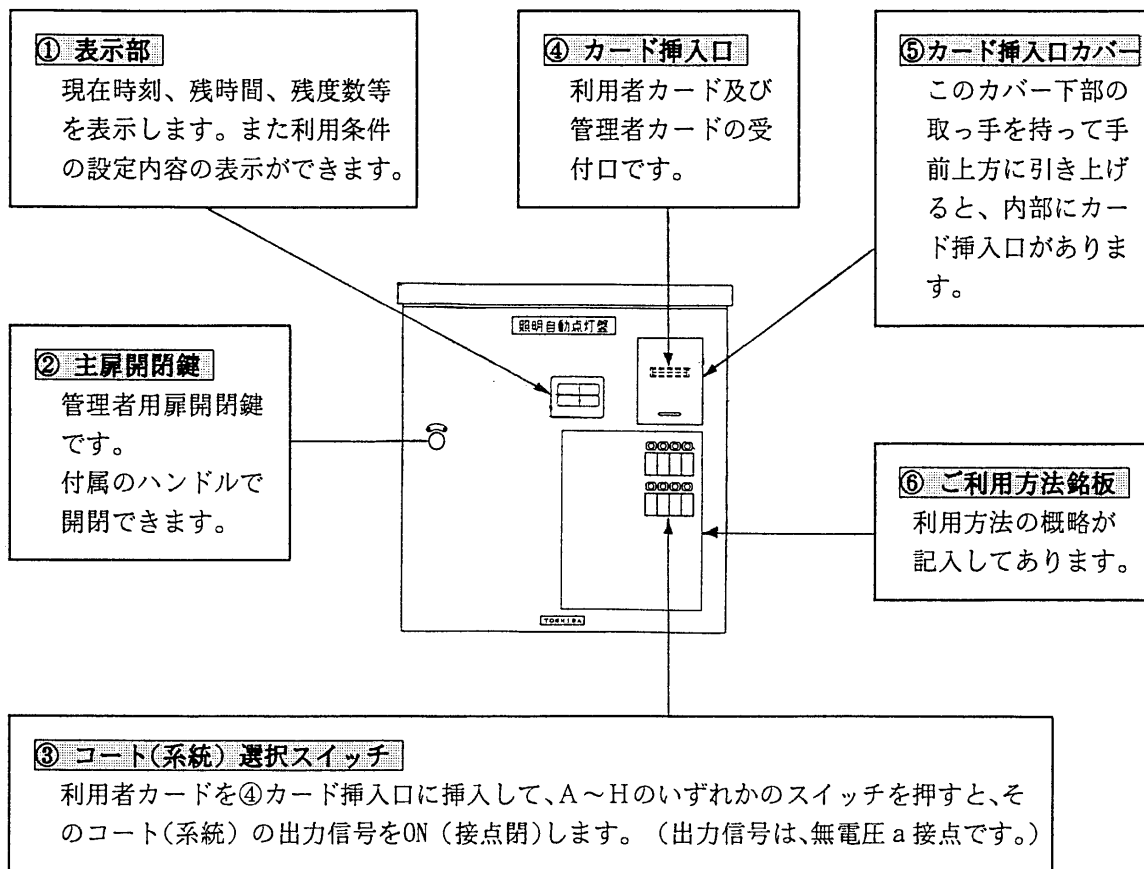 ① 表示部
現在時刻、残時間、残度数等
を表示します。また利用条件
の設定内容の表示ができます。
④ カード挿入口
利用者カード及び
管理者カードの受
付口です。
⑤カード挿入口カバー
このカバー下部の
取っ手を持って手
前上方に引き上げ
ると、内部にカー
ド挿入口がありま
す。
② 主扉開閉鍵
管理者用扉開閉鍵
です。
付属のハンドルで
開閉できます。
照明自動点灯盤
⑥ ご利用方法銘板
利用方法の概略が
記入してあります。
TOSHIBA
③ コート(系統) 選択スイッチ
利用者カードを④カード挿入口に挿入して、A～Hのいずれかのスイッチを押すと、そ
のコート(系統) の出力信号をON (接点閉)します。 (出力信号は、無電圧a接点です。)